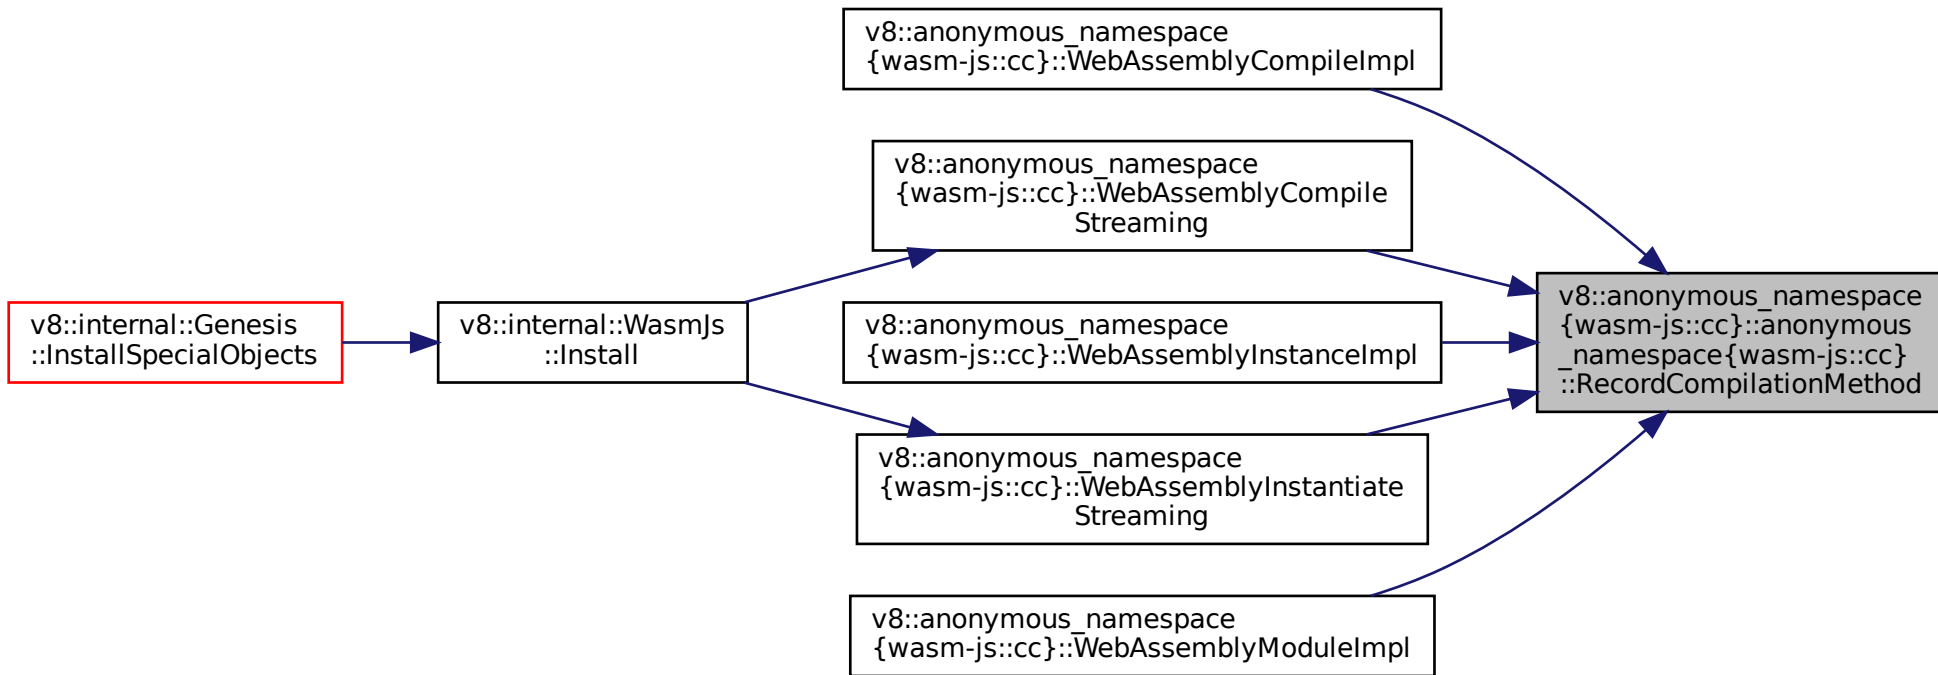 v8::anonymous_namespace
{wasm-js::cc}::WebAssemblyCompileImpl
v8::anonymous_namespace
{wasm-js::cc}::WebAssemblyCompile
Streaming
v8::internal::Genesis
::InstallSpecialObjects
v8::internal::WasmJs
::Install
v8::anonymous_namespace
{wasm-js::cc}::WebAssemblyInstanceImpl
v8::anonymous_namespace
{wasm-js::cc}::anonymous
_namespace{wasm-js::cc}
::RecordCompilationMethod
v8::anonymous_namespace
{wasm-js::cc}::WebAssemblyInstantiate
Streaming
v8::anonymous_namespace
{wasm-js::cc}::WebAssemblyModuleImpl